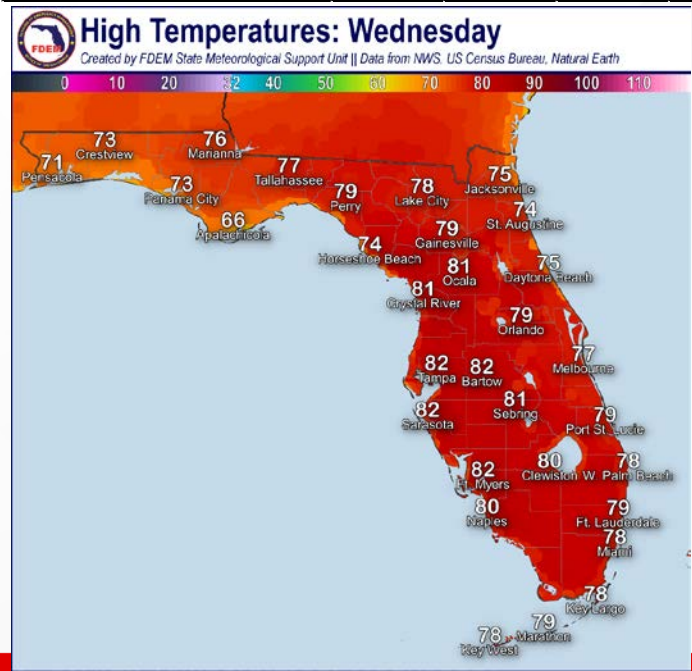 FDEM
High Temperatures: Wednesday
Created by FDEM State Meteorological Support Unit || Data from NWS, US Census Bureau, Natural Earth
0 10 20 32 40 50 60 70 80 90 100 110
73
Crestview
76
Marianna
71
Pensacola
77
Tallahassee
73
Panama City
79
Perry
78
Lake City
75
Jacksonville
66
Apalachicola
74
St. Augustine
79
Gainesville
74
Horseshoe Beach
81
Ocala
75
Daytona Beach
81
Crystal River
79
Orlando
77
Melbourne
82
Tampa
82
Bartow
81
Sebring
82
Sarasota
79
Port St. Lucie
82
Ft. Myers
80
Clewiston
78
W. Palm Beach
80
Naples
79
Ft. Lauderdale
78
Miami
78
Key Largo
79
Marathon
78
Key West